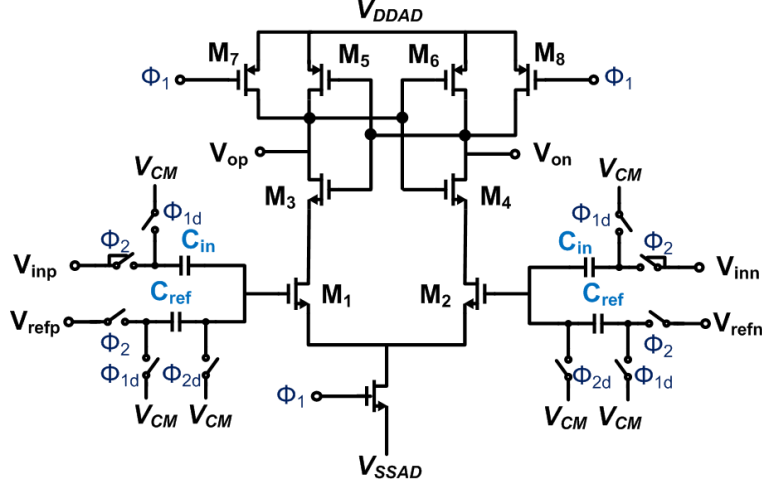 V_DDAD
M7 M5 M6 M8
Φ1 Φ1
Vop Von
VCM M3 M4 VCM
Φ1d Φ1d
Φ2 Cin Cin Φ2
Vinp Vinn
Cref M1 M2 Cref
Vrefp Vrefn
Φ2 Φ2
Φ1d Φ2d Φ2d Φ1d
Φ1
VCM VCM VCM VCM
VSSAD